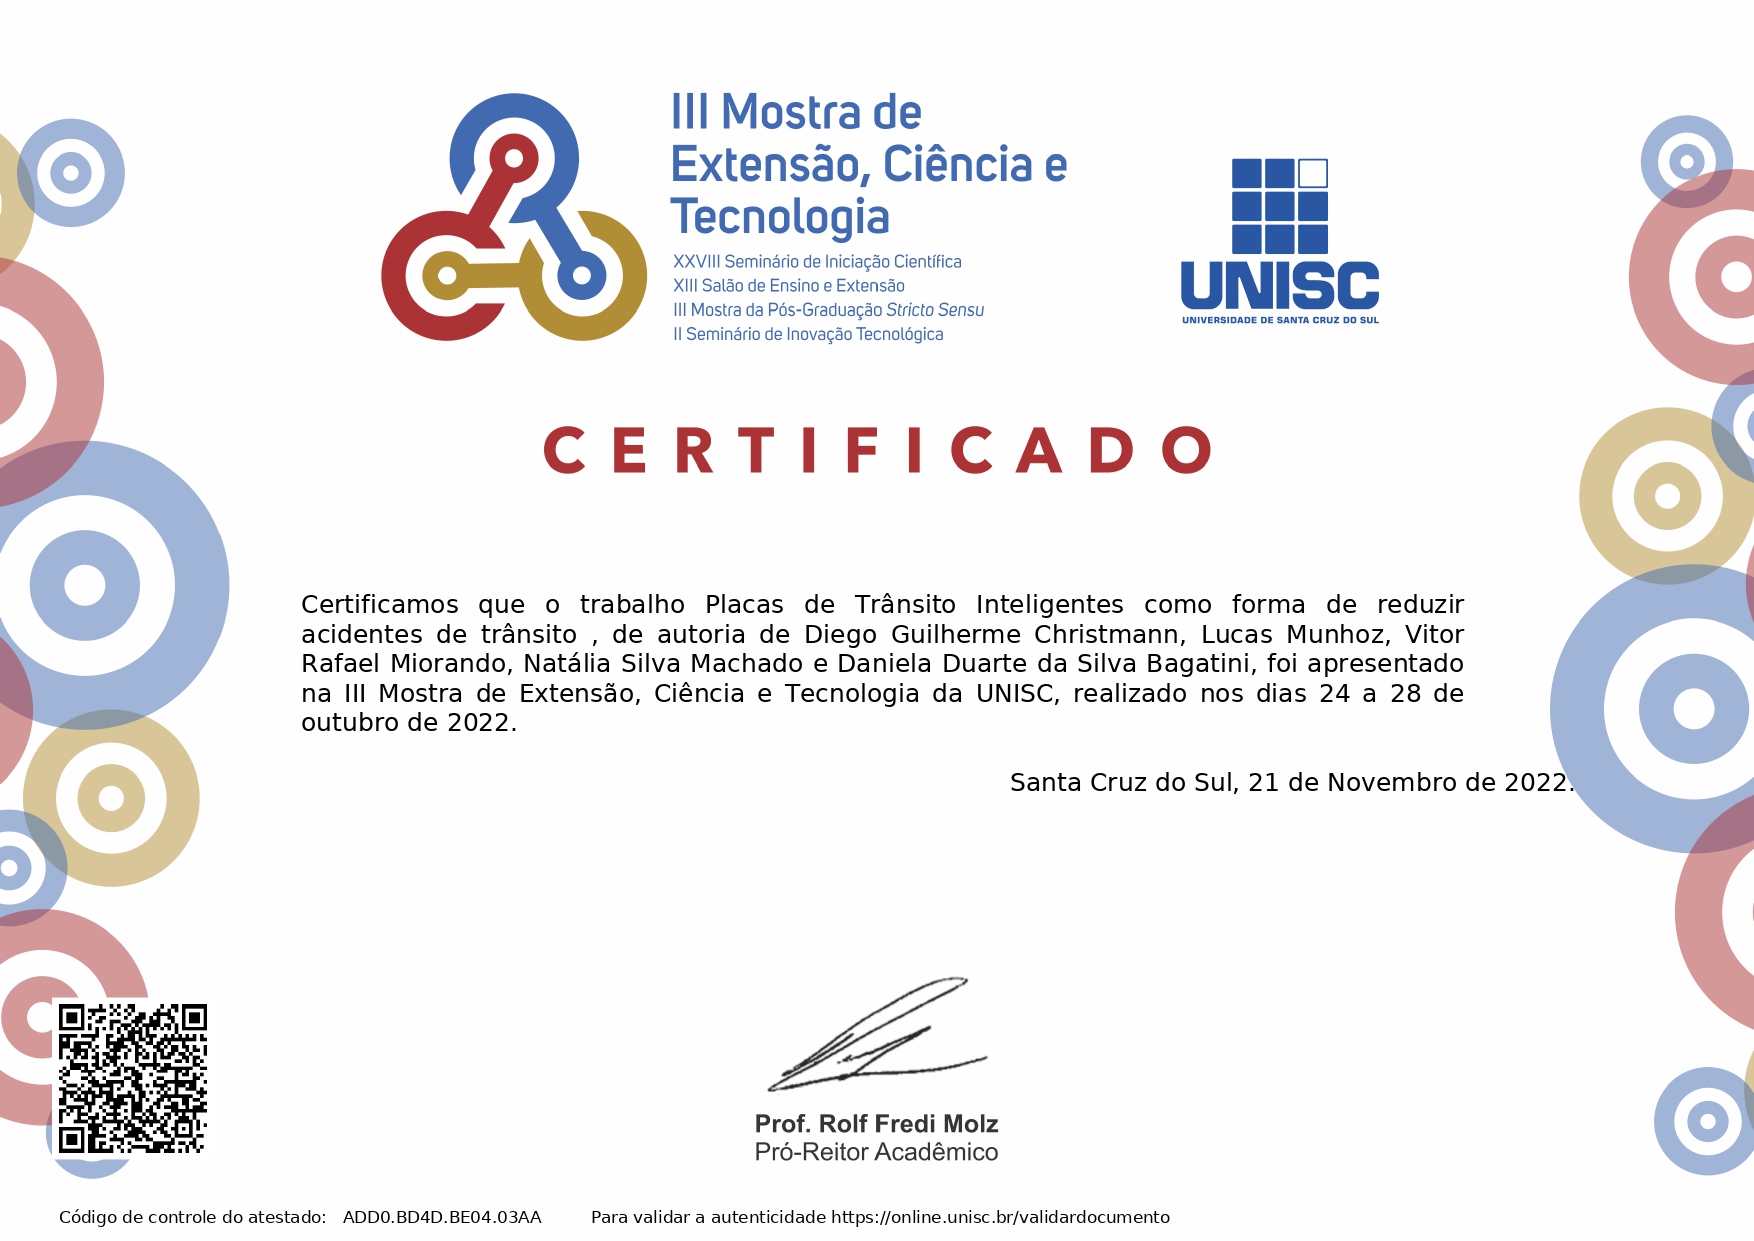 III Mostra de
Extensão, Ciência e
Tecnologia
XXVIII Seminário de Iniciação Científica
XIII Salão de Ensino e Extensão
III Mostra da Pós-Graduação Stricto Sensu
II Seminário de Inovação Tecnológica
UNISC
UNIVERSIDADE DE SANTA CRUZ DO SUL
CERTIFICADO
Certificamos que o trabalho Placas de Trânsito Inteligentes como forma de reduzir
acidentes de trânsito , de autoria de Diego Guilherme Christmann, Lucas Munhoz, Vitor
Rafael Miorando, Natália Silva Machado e Daniela Duarte da Silva Bagatini, foi apresentado
na III Mostra de Extensão, Ciência e Tecnologia da UNISC, realizado nos dias 24 a 28 de
outubro de 2022.
Santa Cruz do Sul, 21 de Novembro de 2022.
Prof. Rolf Fredi Molz
Pró-Reitor Acadêmico
Código de controle do atestado: ADD0.BD4D.BE04.03AA Para validar a autenticidade https://online.unisc.br/validardocumento